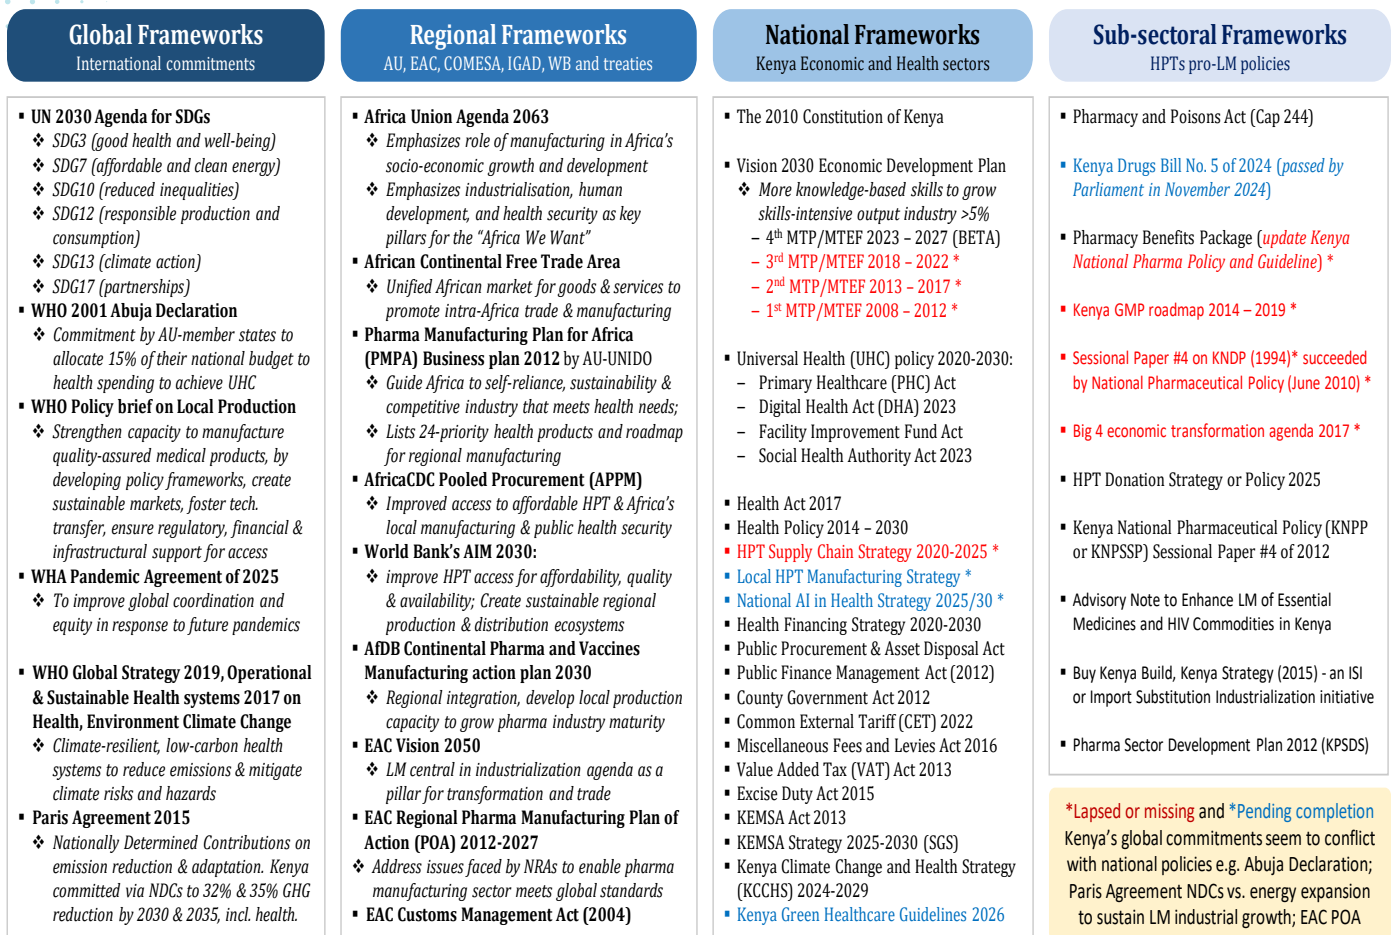 Global Frameworks
International commitments
▪ UN 2030 Agenda for SDGs
❖ SDG3 (good health and well-being)
❖ SDG7 (affordable and clean energy)
❖ SDG10 (reduced inequalities)
❖ SDG12 (responsible production and
consumption)
❖ SDG13 (climate action)
❖ SDG17 (partnerships)
▪ WHO 2001 Abuja Declaration
❖ Commitment by AU-member states to
allocate 15% of their national budget to
health spending to achieve UHC
▪ WHO Policy brief on Local Production
❖ Strengthen capacity to manufacture
quality-assured medical products, by
developing policy frameworks, create
sustainable markets, foster tech.
transfer, ensure regulatory, financial &
infrastructural support for access
▪ WHA Pandemic Agreement of 2025
❖ To improve global coordination and
equity in response to future pandemics
▪ WHO Global Strategy 2019, Operational
& Sustainable Health systems 2017 on
Health, Environment Climate Change
❖ Climate-resilient, low-carbon health
systems to reduce emissions & mitigate
climate risks and hazards
▪ Paris Agreement 2015
❖ Nationally Determined Contributions on
emission reduction & adaptation. Kenya
committed via NDCs to 32% & 35% GHG
reduction by 2030 & 2035, incl. health.
Regional Frameworks
AU, EAC, COMESA, IGAD, WB and treaties
▪ Africa Union Agenda 2063
❖ Emphasizes role of manufacturing in Africa's
socio-economic growth and development
❖ Emphasizes industrialisation, human
development, and health security as key
pillars for the "Africa We Want"
▪ African Continental Free Trade Area
❖ Unified African market for goods & services to
promote intra-Africa trade & manufacturing
▪ Pharma Manufacturing Plan for Africa
(PMPA) Business plan 2012 by AU-UNIDO
❖ Guide Africa to self-reliance, sustainability &
competitive industry that meets health needs;
❖ Lists 24-priority health products and roadmap
for regional manufacturing
▪ AfricaCDC Pooled Procurement (APPM)
❖ Improved access to affordable HPT & Africa's
local manufacturing & public health security
▪ World Bank's AIM 2030:
❖ improve HPT access for affordability, quality
& availability; Create sustainable regional
production & distribution ecosystems
▪ AfDB Continental Pharma and Vaccines
Manufacturing action plan 2030
❖ Regional integration, develop local production
capacity to grow pharma industry maturity
▪ EAC Vision 2050
❖ LM central in industrialization agenda as a
pillar for transformation and trade
▪ EAC Regional Pharma Manufacturing Plan of
Action (POA) 2012-2027
❖ Address issues faced by NRAs to enable pharma
manufacturing sector meets global standards
▪ EAC Customs Management Act (2004)
National Frameworks
Kenya Economic and Health sectors
▪ The 2010 Constitution of Kenya
▪ Vision 2030 Economic Development Plan
❖ More knowledge-based skills to grow
skills-intensive output industry >5%
– 4th MTP/MTEF 2023 – 2027 (BETA)
– 3rd MTP/MTEF 2018 – 2022 *
– 2nd MTP/MTEF 2013 – 2017 *
– 1st MTP/MTEF 2008 – 2012 *
▪ Universal Health (UHC) policy 2020-2030:
– Primary Healthcare (PHC) Act
– Digital Health Act (DHA) 2023
– Facility Improvement Fund Act
– Social Health Authority Act 2023
▪ Health Act 2017
▪ Health Policy 2014 – 2030
▪ HPT Supply Chain Strategy 2020-2025 *
▪ Local HPT Manufacturing Strategy *
▪ National AI in Health Strategy 2025/30 *
▪ Health Financing Strategy 2020-2030
▪ Public Procurement & Asset Disposal Act
▪ Public Finance Management Act (2012)
▪ County Government Act 2012
▪ Common External Tariff (CET) 2022
▪ Miscellaneous Fees and Levies Act 2016
▪ Value Added Tax (VAT) Act 2013
▪ Excise Duty Act 2015
▪ KEMSA Act 2013
▪ KEMSA Strategy 2025-2030 (SGS)
▪ Kenya Climate Change and Health Strategy
(KCCHS) 2024-2029
▪ Kenya Green Healthcare Guidelines 2026
Sub-sectoral Frameworks
HPTs pro-LM policies
▪ Pharmacy and Poisons Act (Cap 244)
▪ Kenya Drugs Bill No. 5 of 2024 (passed by
Parliament in November 2024)
▪ Pharmacy Benefits Package (update Kenya
National Pharma Policy and Guideline) *
▪ Kenya GMP roadmap 2014 – 2019 *
▪ Sessional Paper #4 on KNDP (1994)* succeeded
by National Pharmaceutical Policy (June 2010) *
▪ Big 4 economic transformation agenda 2017 *
▪ HPT Donation Strategy or Policy 2025
▪ Kenya National Pharmaceutical Policy (KNPP
or KNPSSP) Sessional Paper #4 of 2012
▪ Advisory Note to Enhance LM of Essential
Medicines and HIV Commodities in Kenya
▪ Buy Kenya Build, Kenya Strategy (2015) - an ISI
or Import Substitution Industrialization initiative
▪ Pharma Sector Development Plan 2012 (KPSDS)
*Lapsed or missing and *Pending completion
Kenya's global commitments seem to conflict
with national policies e.g. Abuja Declaration;
Paris Agreement NDCs vs. energy expansion
to sustain LM industrial growth; EAC POA